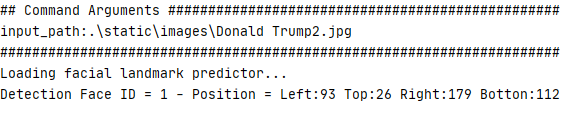 ## Command Arguments ##################################################
input_path:.\static\images\Donald Trump2.jpg
#######################################################################
Loading facial landmark predictor...
Detection Face ID = 1 - Position = Left:93 Top:26 Right:179 Botton:112